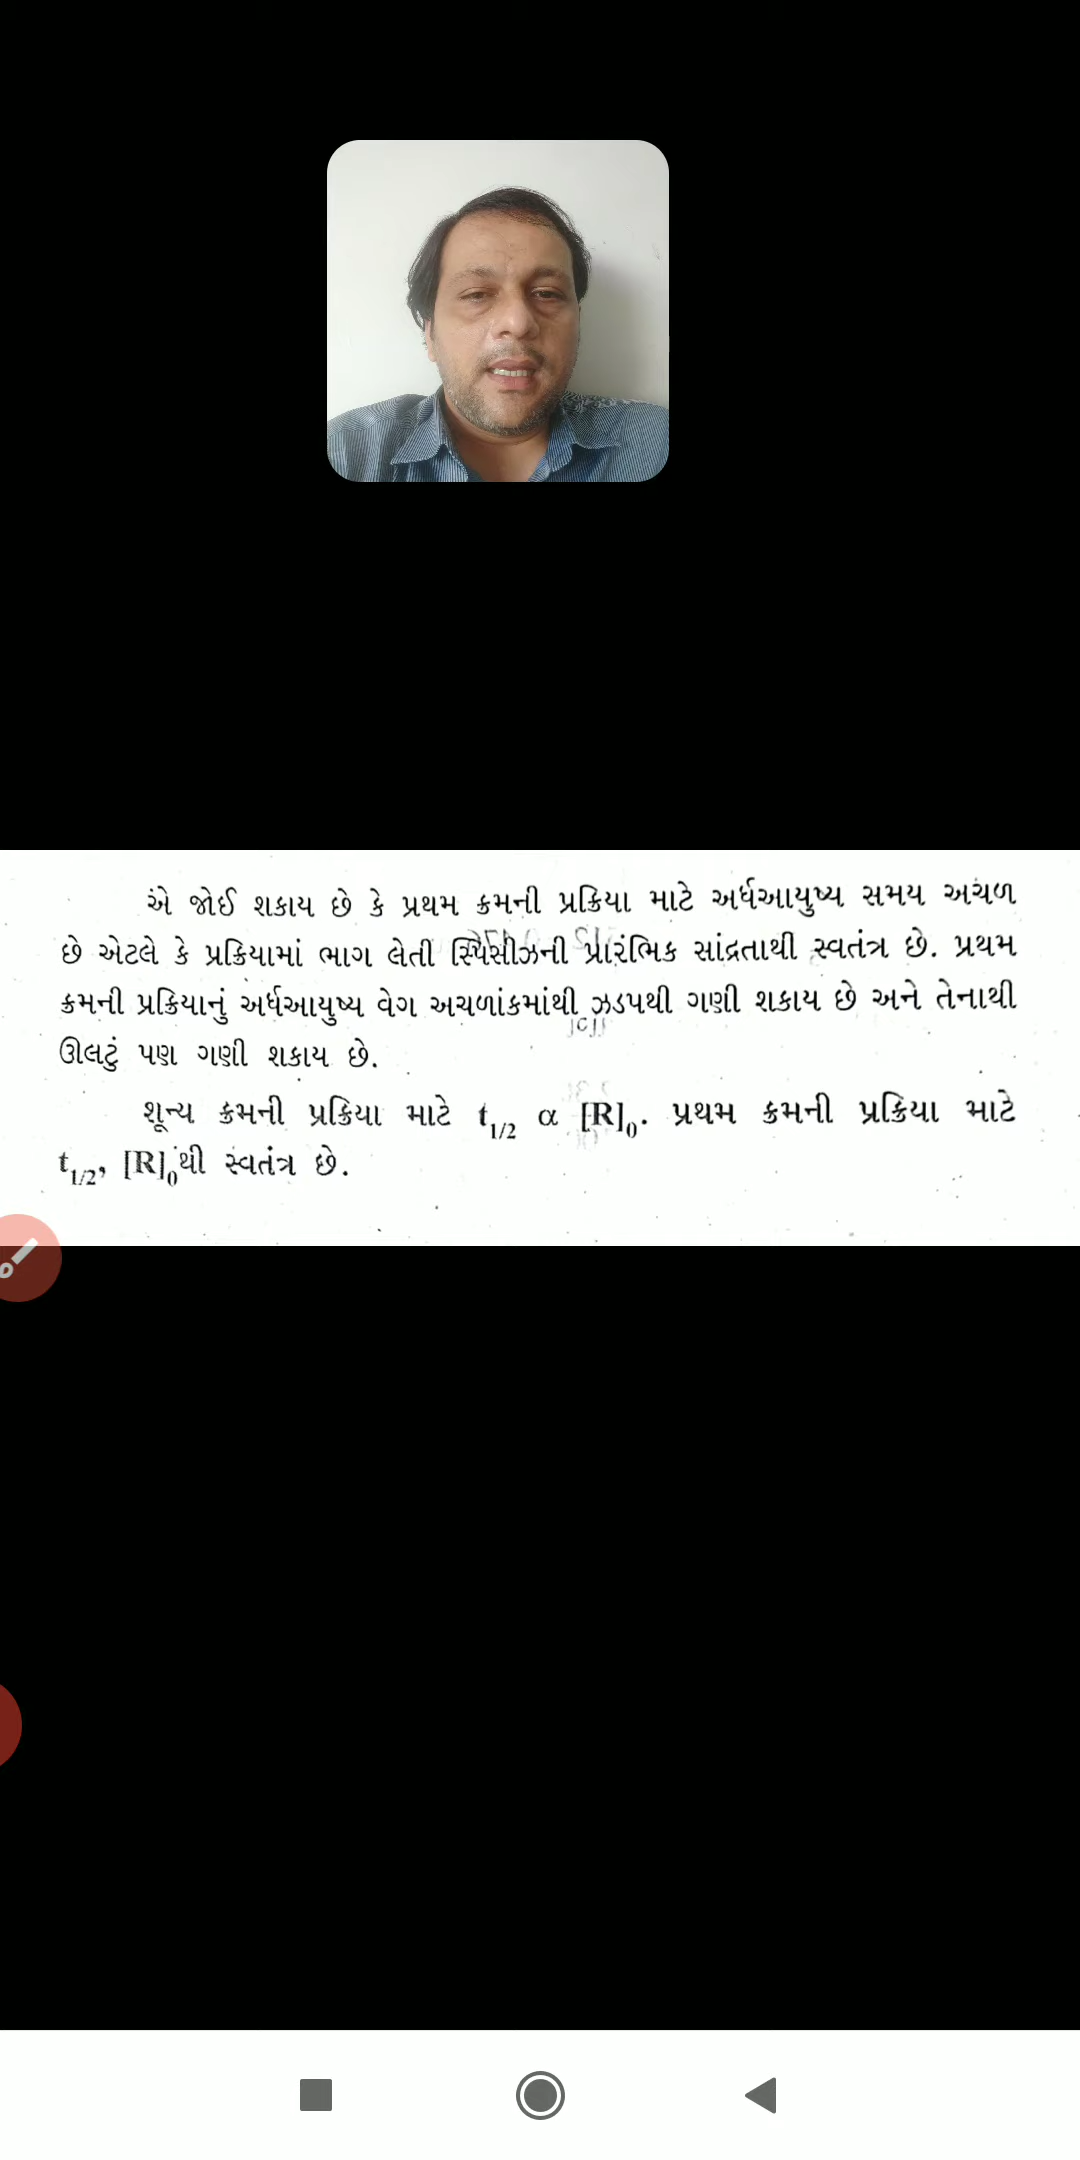 એ જોઈ શકાય છે કે પ્રથમ ક્રમની પ્રક્રિયા માટે અર્ધઆયુષ્ય સમય અચળ
છે એટલે કે પ્રક્રિયામાં ભાગ લેતી સ્પિસીઝની પ્રારંભિક સાંદ્રતાથી સ્વતંત્ર છે. પ્રથમ
ક્રમની પ્રક્રિયાનું અર્ધઆયુષ્ય વેગ અચળાંકમાંથી ઝડપથી ગણી શકાય છે અને તેનાથી
ઊલટું પણ ગણી શકાય છે.
શૂન્ય ક્રમની પ્રક્રિયા માટે t₁/₂ α [R]₀. પ્રથમ ક્રમની પ્રક્રિયા માટે
t₁/₂, [R]₀થી સ્વતંત્ર છે.